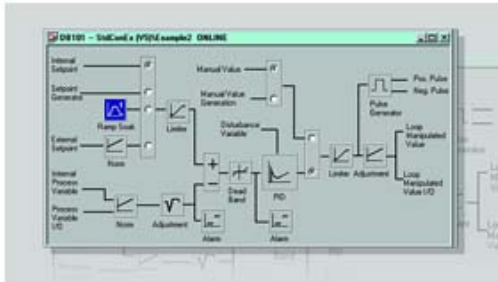 DB101 - StdConEx (V5)\Example2 ONLINE
Internal
Setpoint
Setpoint
Generator
Ramp Soak
External
Setpoint
Norm
Internal
Process
Variable
Process
Variable
I/O
Norm
Limiter
Adjustment
Alarm
Dead
Band
Manual Value
Manual Value
Generation
Disturbance
Variable
PID
Alarm
Limiter
Adjustment
Pulse
Generator
Pos. Pulse
Neg. Pulse
Loop
Manipulated
Value
Loop
Manipulated
Value I/O